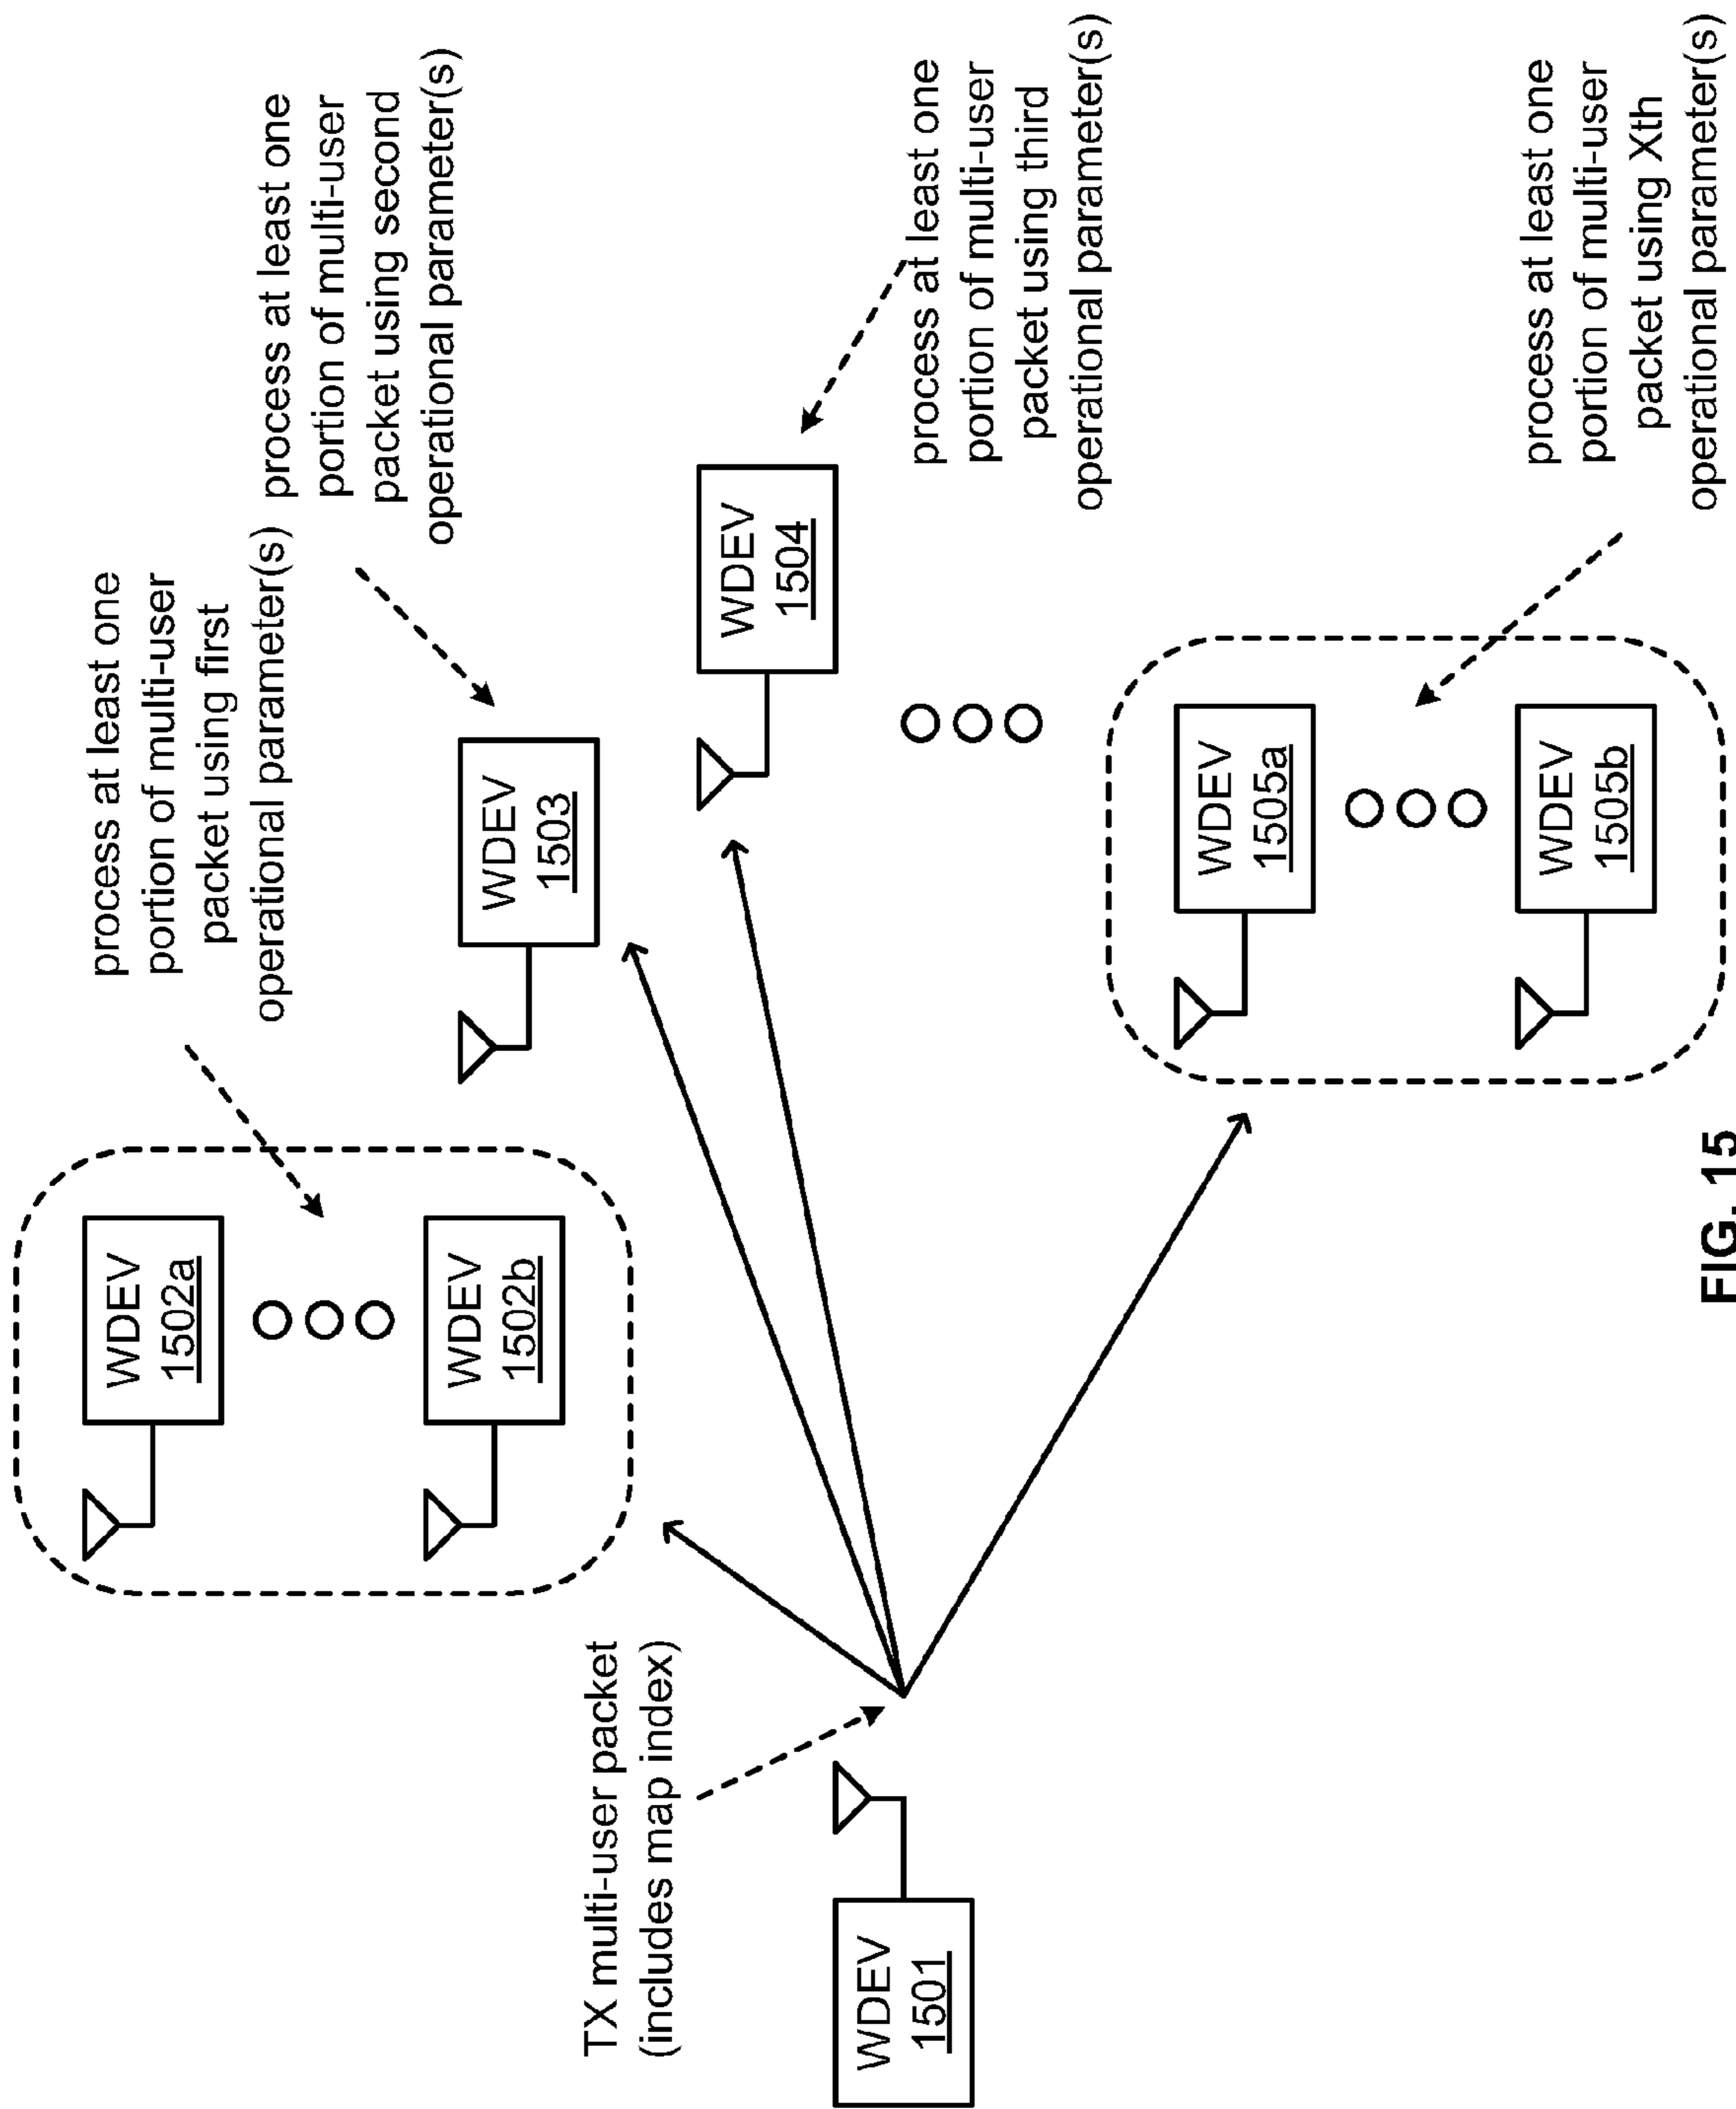 process at least one
portion of multi-user
packet using first
operational parameter(s)
process at least one
portion of multi-user
packet using second
operational parameter(s)
WDEV
1502a
WDEV
1502b
WDEV
1503
WDEV
1504
process at least one
portion of multi-user
packet using third
operational parameter(s)
TX multi-user packet
(includes map index)
WDEV
1501
WDEV
1505a
WDEV
1505b
process at least one
portion of multi-user
packet using Xth
operational parameter(s)
FIG. 15